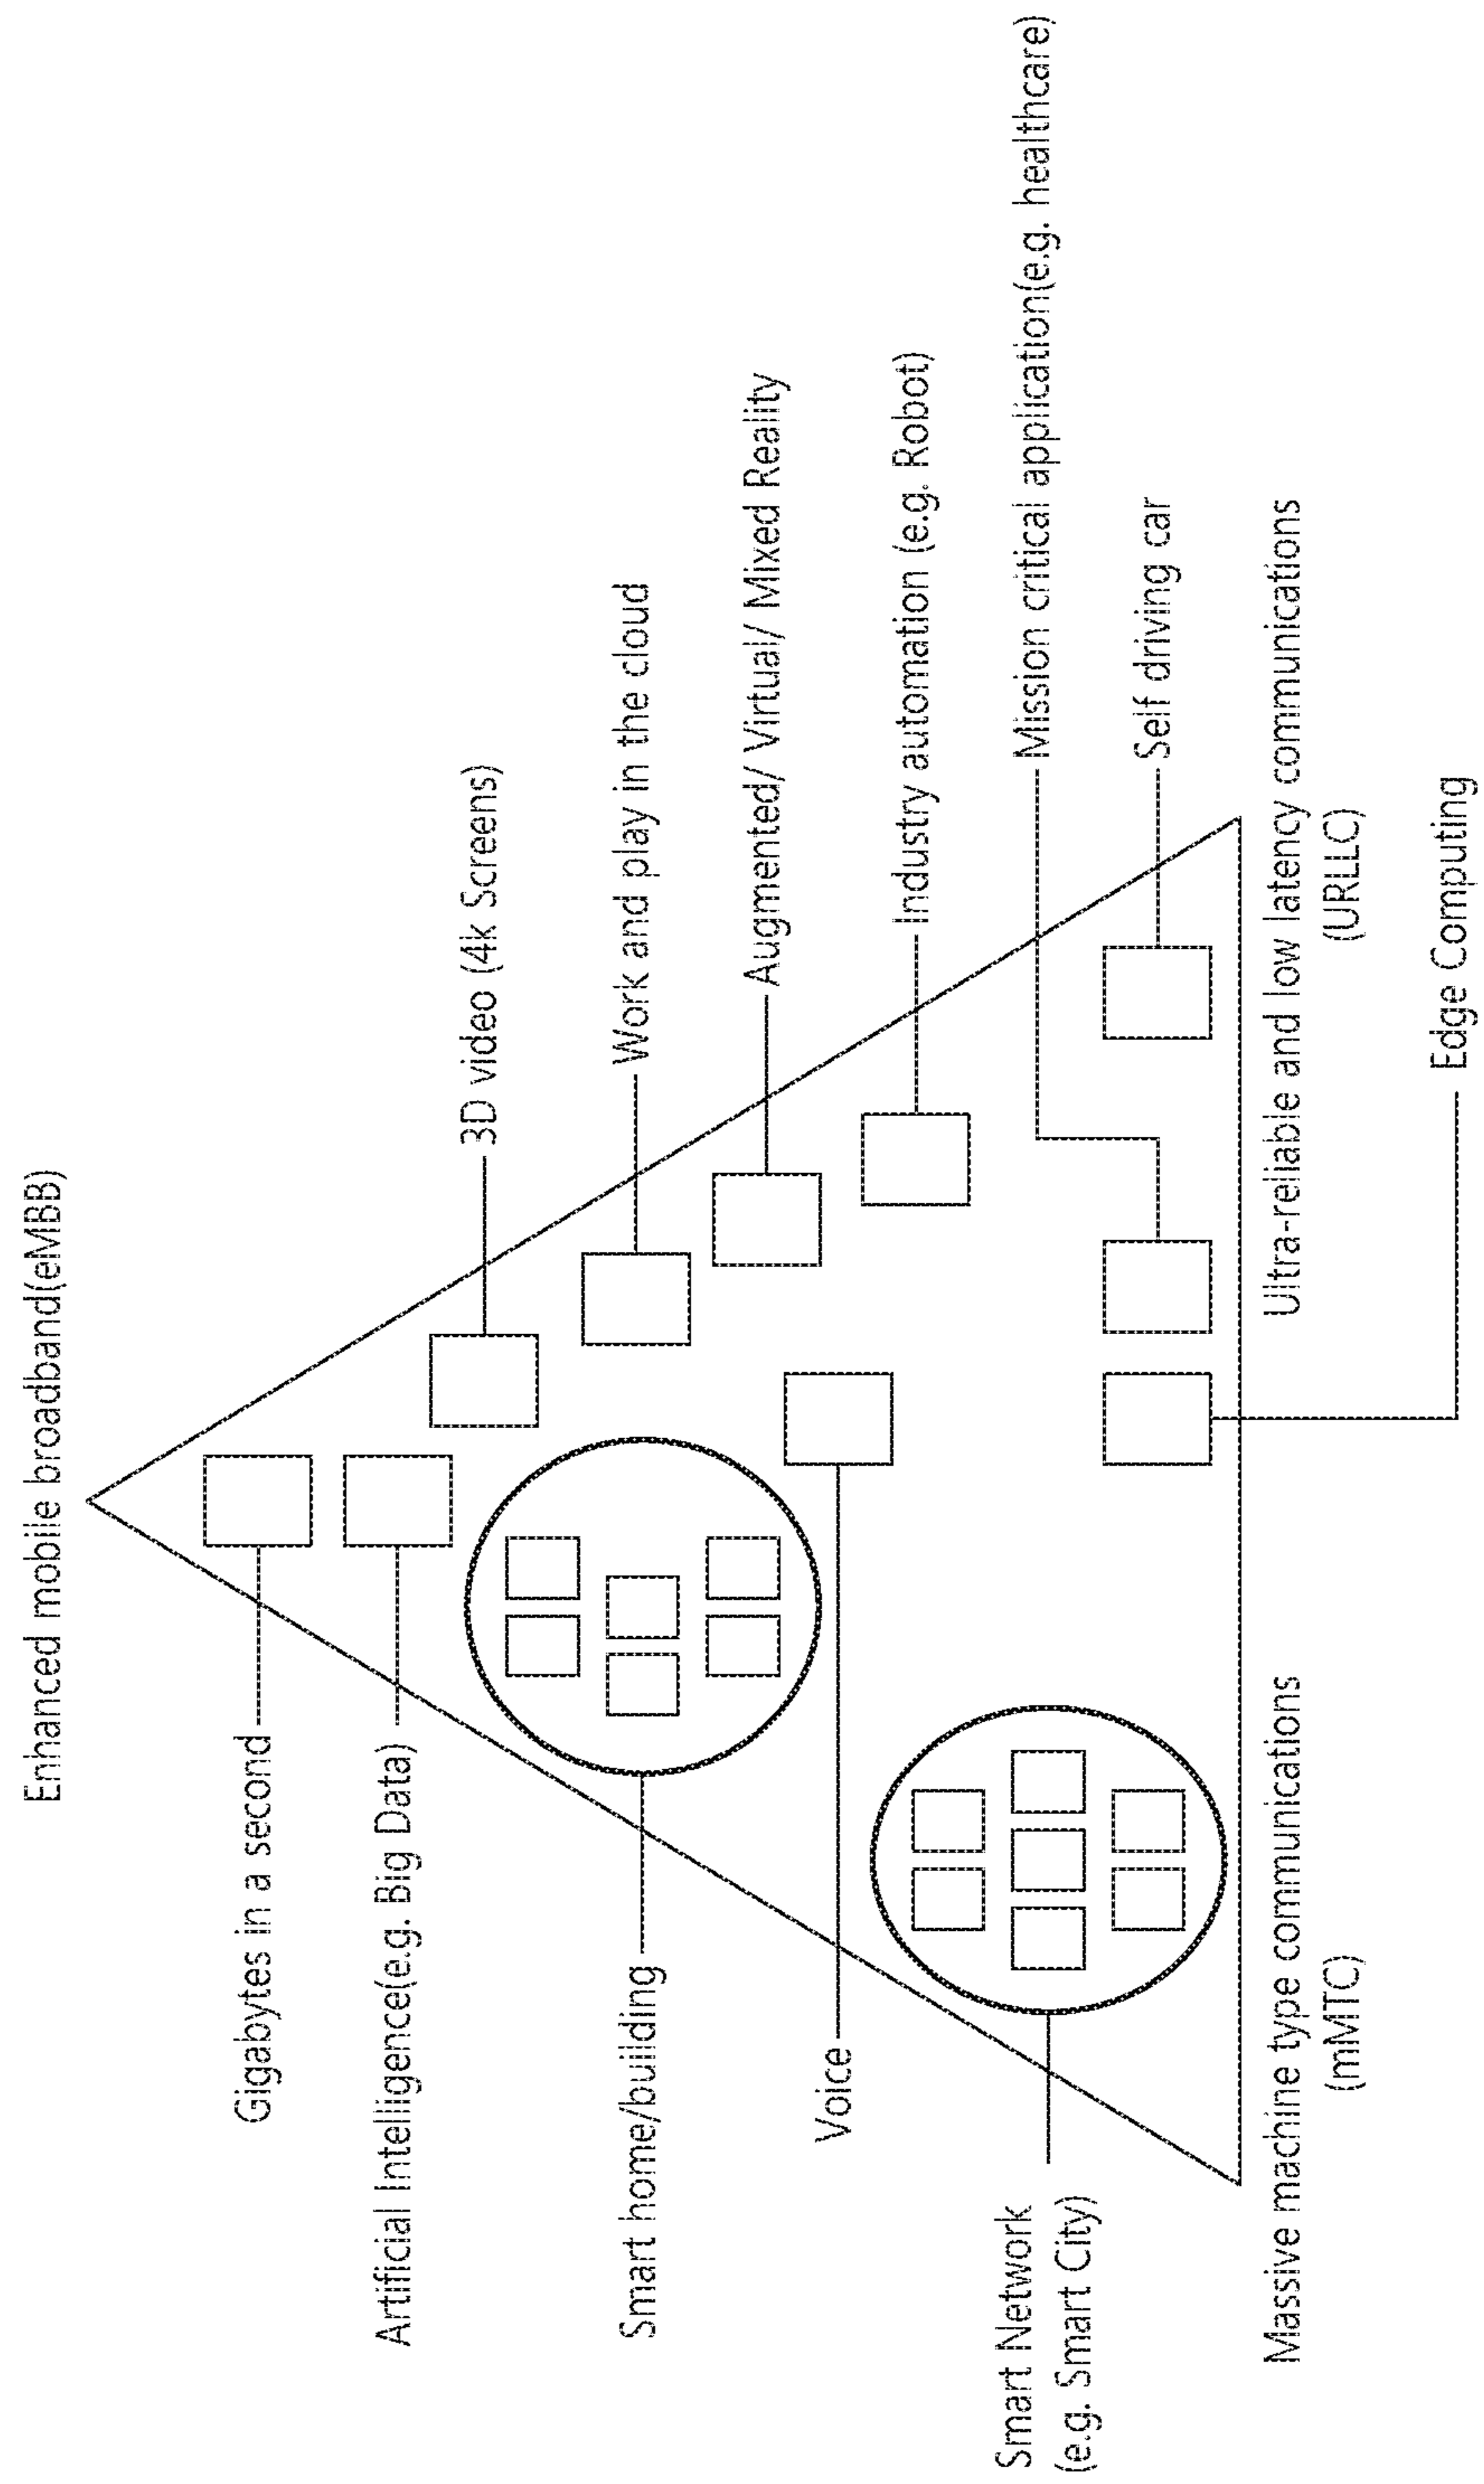 Enhanced mobile broadband(eMBB)
Gigabytes in a second
Artificial Intelligence(e.g. Big Data)
3D video (4k Screens)
Smart home/building
Work and play in the cloud
Augmented/ Virtual/ Mixed Reality
Voice
Industry automation (e.g. Robot)
Smart Network
(e.g. Smart City)
Mission critical application(e.g. healthcare)
Self driving car
Massive machine type communications
(mMTC)
Ultra-reliable and low latency communications
(URLLC)
Edge Computing